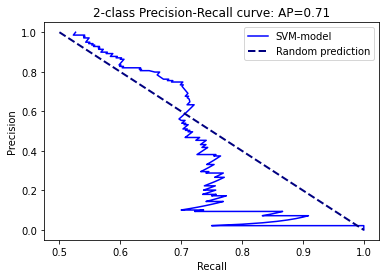 2-class Precision-Recall curve: AP=0.71
SVM-model
Random prediction
Precision
1.0
0.8
0.6
0.4
0.2
0.0
0.5
0.6
0.7
0.8
0.9
1.0
Recall